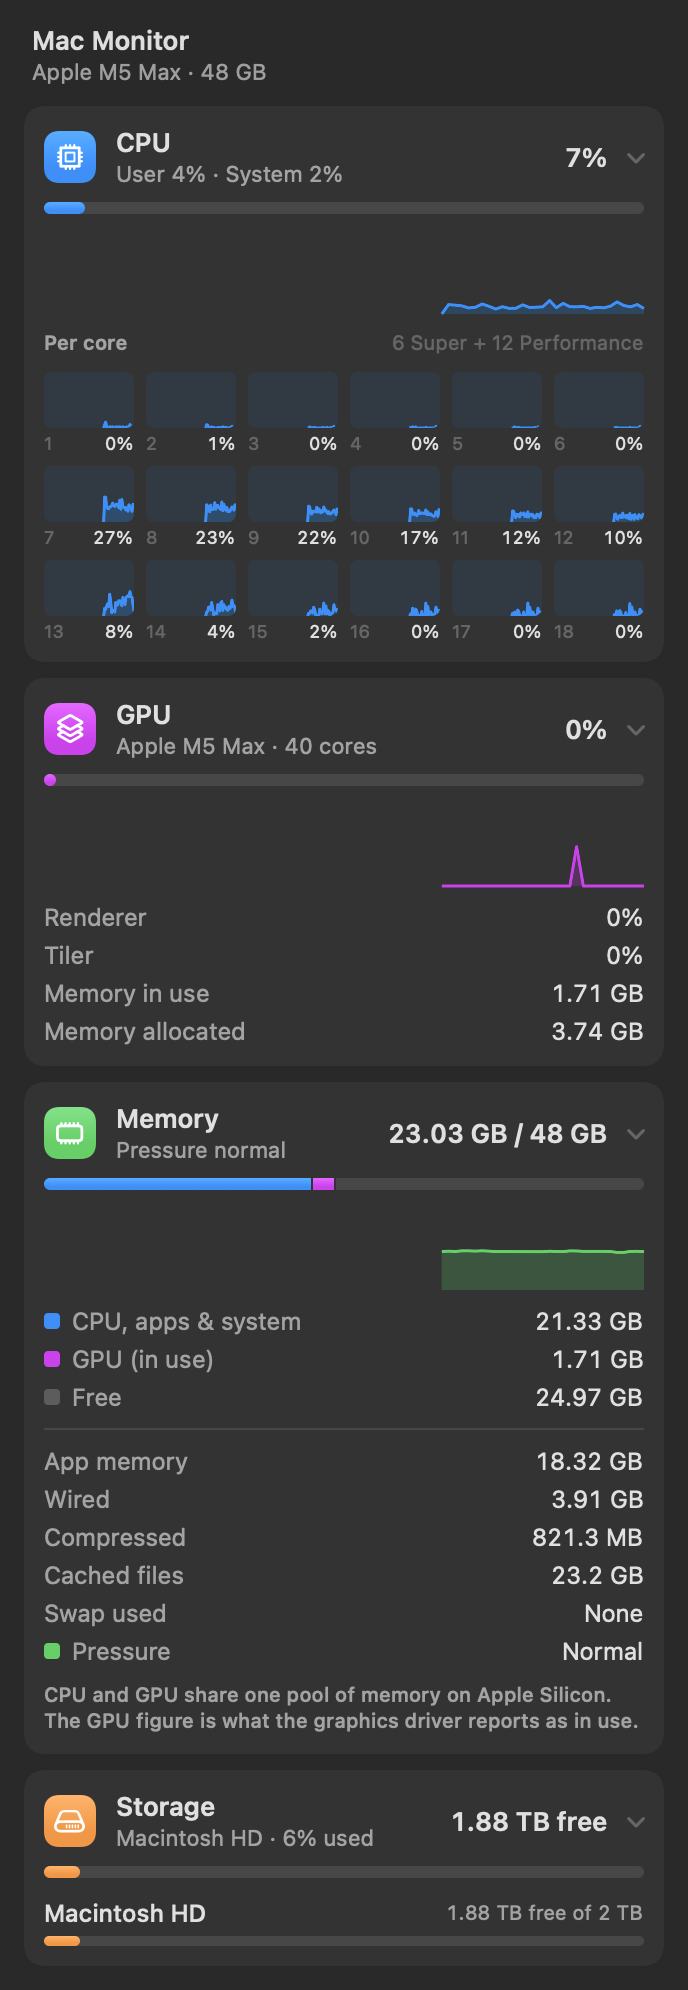 Mac Monitor
Apple M5 Max · 48 GB
CPU
7%
User 4% · System 2%
Per core
6 Super + 12 Performance
1 0% 2 1% 3 0% 4 0% 5 0% 6 0%
7 27% 8 23% 9 22% 10 17% 11 12% 12 10%
13 8% 14 4% 15 2% 16 0% 17 0% 18 0%
GPU
0%
Apple M5 Max · 40 cores
Renderer 0%
Tiler 0%
Memory in use 1.71 GB
Memory allocated 3.74 GB
Memory
23.03 GB / 48 GB
Pressure normal
CPU, apps & system 21.33 GB
GPU (in use) 1.71 GB
Free 24.97 GB
App memory 18.32 GB
Wired 3.91 GB
Compressed 821.3 MB
Cached files 23.2 GB
Swap used None
Pressure Normal
CPU and GPU share one pool of memory on Apple Silicon.
The GPU figure is what the graphics driver reports as in use.
Storage
1.88 TB free
Macintosh HD · 6% used
Macintosh HD 1.88 TB free of 2 TB